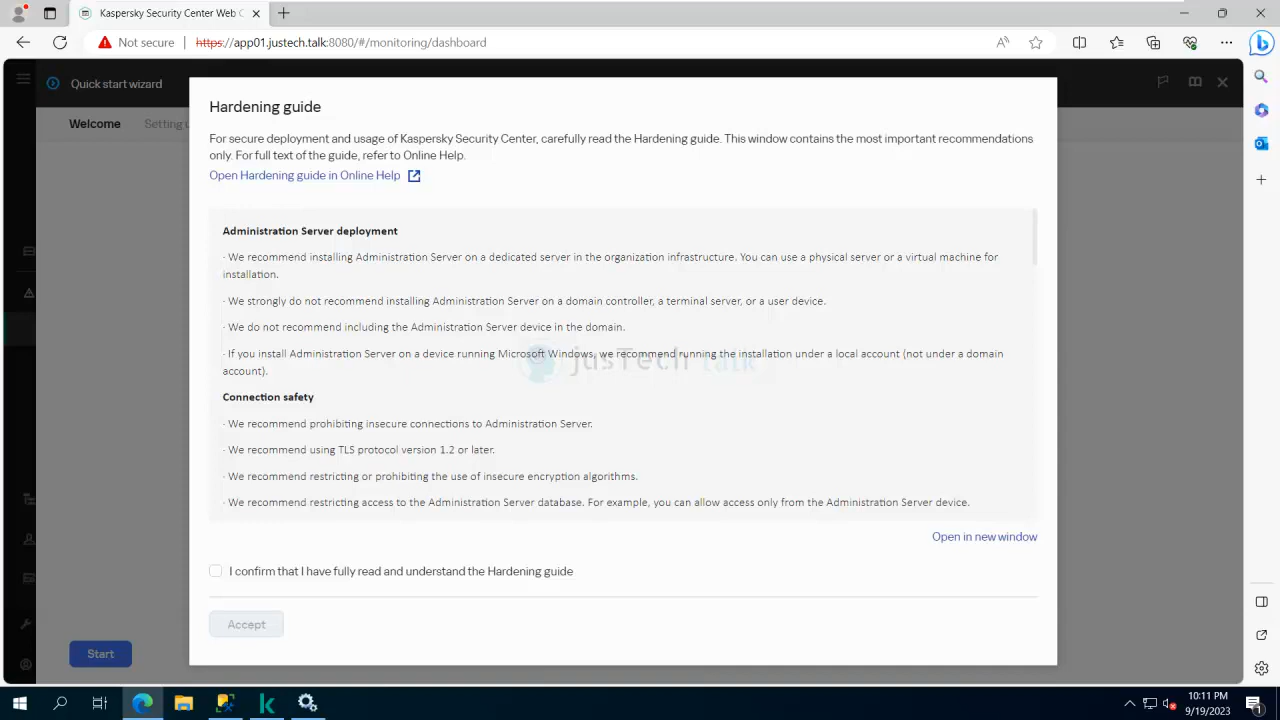 Kaspersky Security Center Web C
Not secure
https://app01.justech.talk:8080/#/monitoring/dashboard
Quick start wizard
Welcome
Setting u
Hardening guide
For secure deployment and usage of Kaspersky Security Center, carefully read the Hardening guide. This window contains the most important recommendations
only. For full text of the guide, refer to Online Help.
Open Hardening guide in Online Help
Administration Server deployment
· We recommend installing Administration Server on a dedicated server in the organization infrastructure. You can use a physical server or a virtual machine for
installation.
· We strongly do not recommend installing Administration Server on a domain controller, a terminal server, or a user device.
· We do not recommend including the Administration Server device in the domain.
· If you install Administration Server on a device running Microsoft Windows, we recommend running the installation under a local account (not under a domain
account).
jusTech talk
Connection safety
· We recommend prohibiting insecure connections to Administration Server.
· We recommend using TLS protocol version 1.2 or later.
· We recommend restricting or prohibiting the use of insecure encryption algorithms.
· We recommend restricting access to the Administration Server database. For example, you can allow access only from the Administration Server device.
Open in new window
I confirm that I have fully read and understand the Hardening guide
Accept
Start
10:11 PM
9/19/2023
1